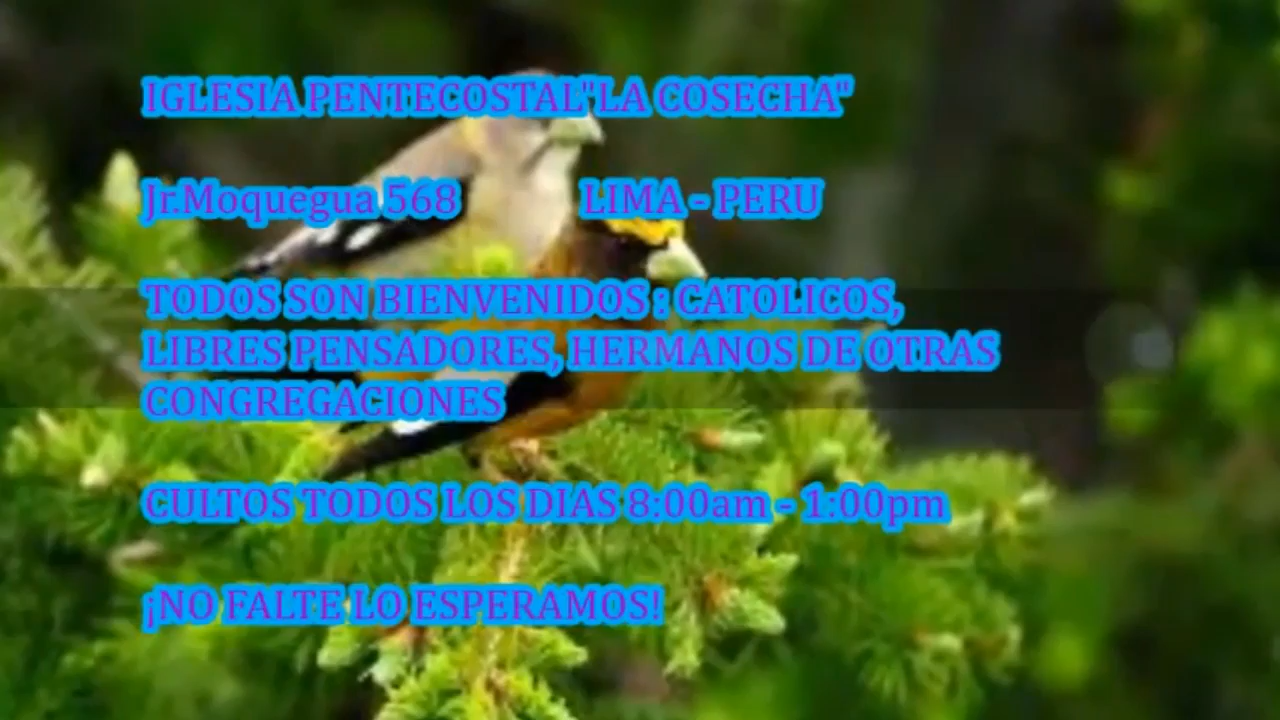 IGLESIA PENTECOSTAL"LA COSECHA"
Jr.Moquegua 568 LIMA - PERU
TODOS SON BIENVENIDOS : CATOLICOS,
LIBRES PENSADORES, HERMANOS DE OTRAS
CONGREGACIONES
CULTOS TODOS LOS DIAS 8:00am - 1:00pm
¡NO FALTE LO ESPERAMOS!